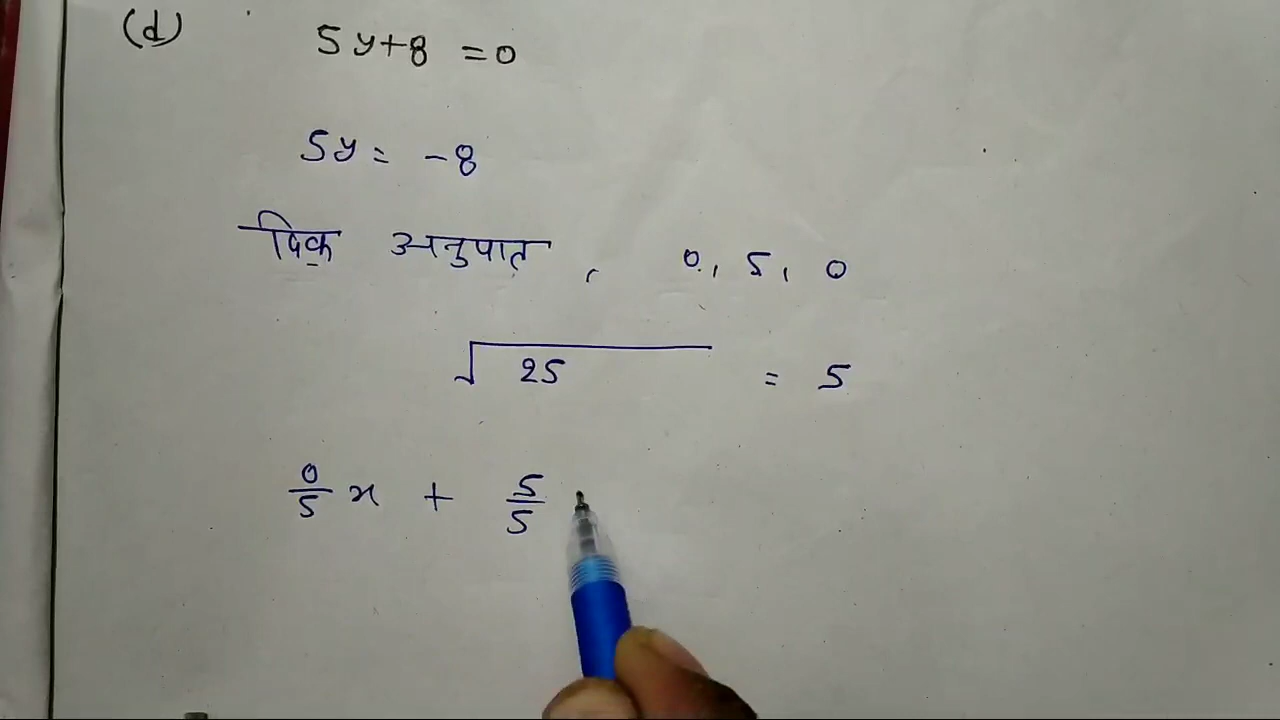 (d) 5y+8 =0
5y = -8
दिक् अनुपात , 0, 5, 0
√25 = 5
0/5 x + 5/5